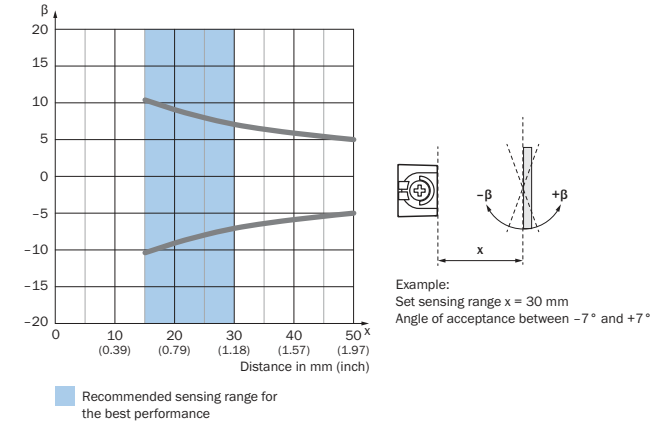 β
20
15
10
5
0
–5
–10
–15
–20
0 10 20 30 40 50 x
(0.39) (0.79) (1.18) (1.57) (1.97)
Distance in mm (inch)
Recommended sensing range for
the best performance
–β +β
x
Example:
Set sensing range x = 30 mm
Angle of acceptance between –7° and +7°